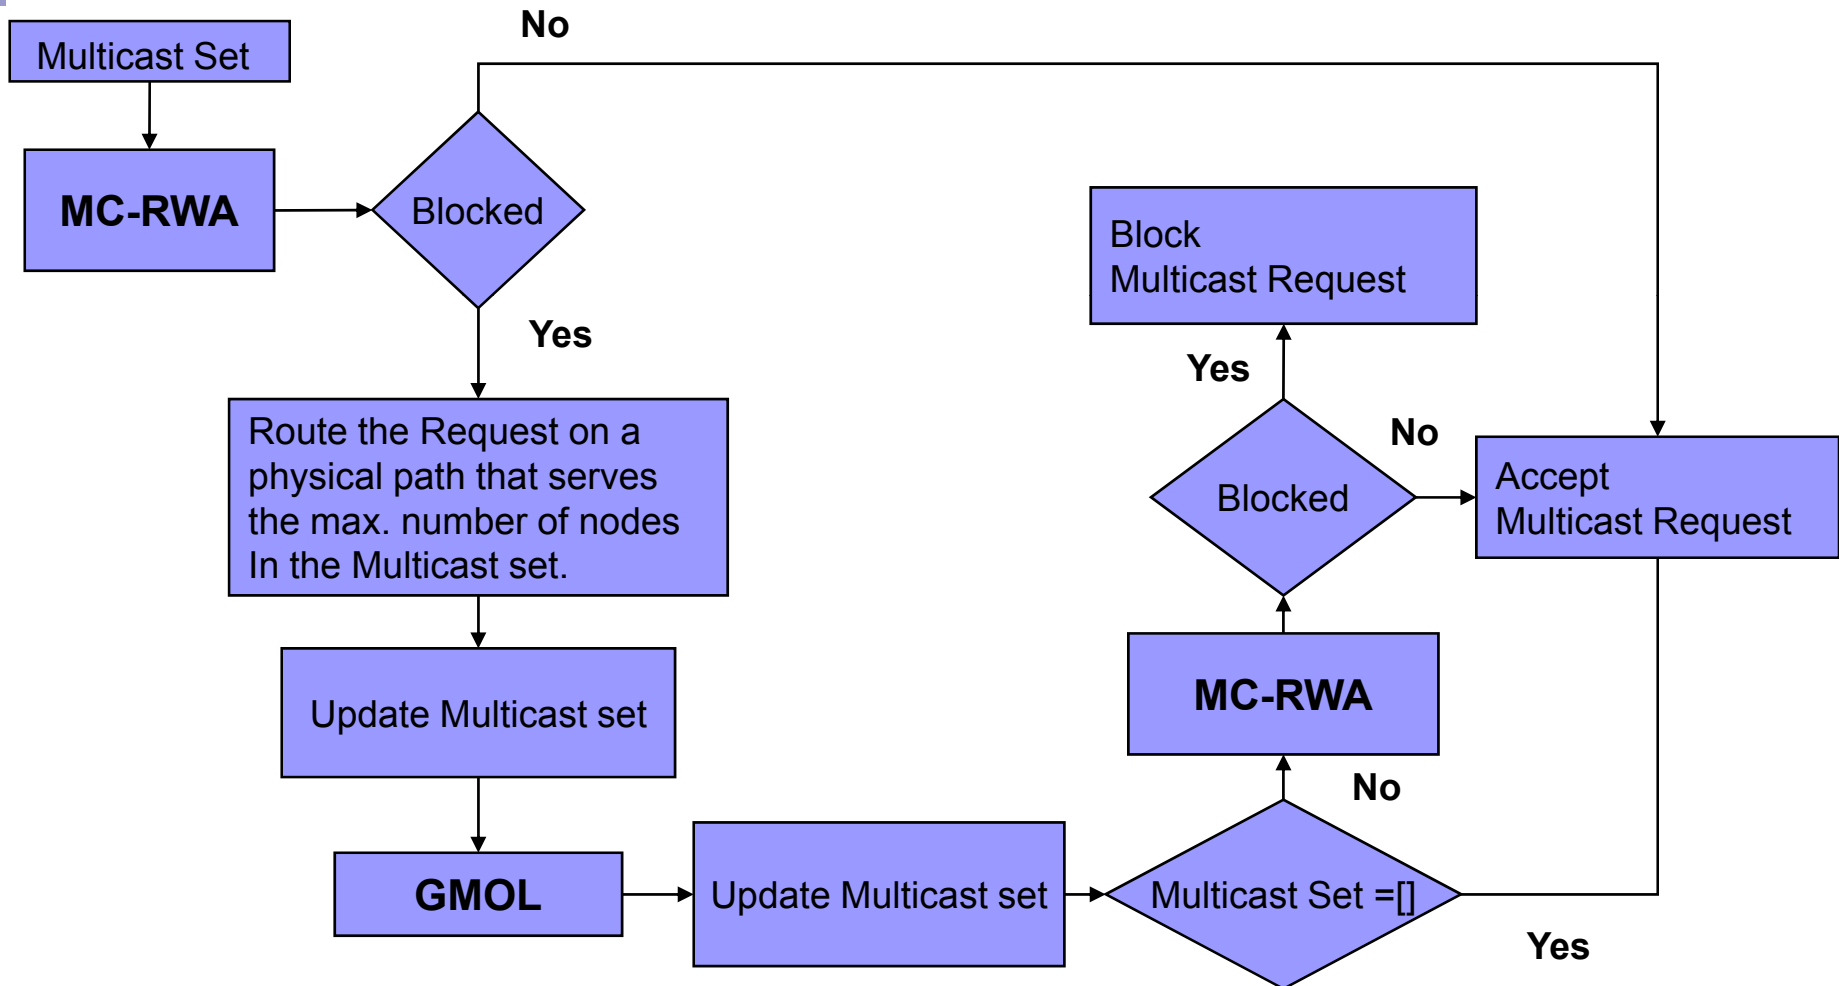 No
Multicast Set
MC-RWA
Blocked
Yes
Route the Request on a
physical path that serves
the max. number of nodes
In the Multicast set.
Update Multicast set
GMOL
Update Multicast set
Multicast Set =[]
Yes
No
MC-RWA
Blocked
No
Yes
Block
Multicast Request
Accept
Multicast Request